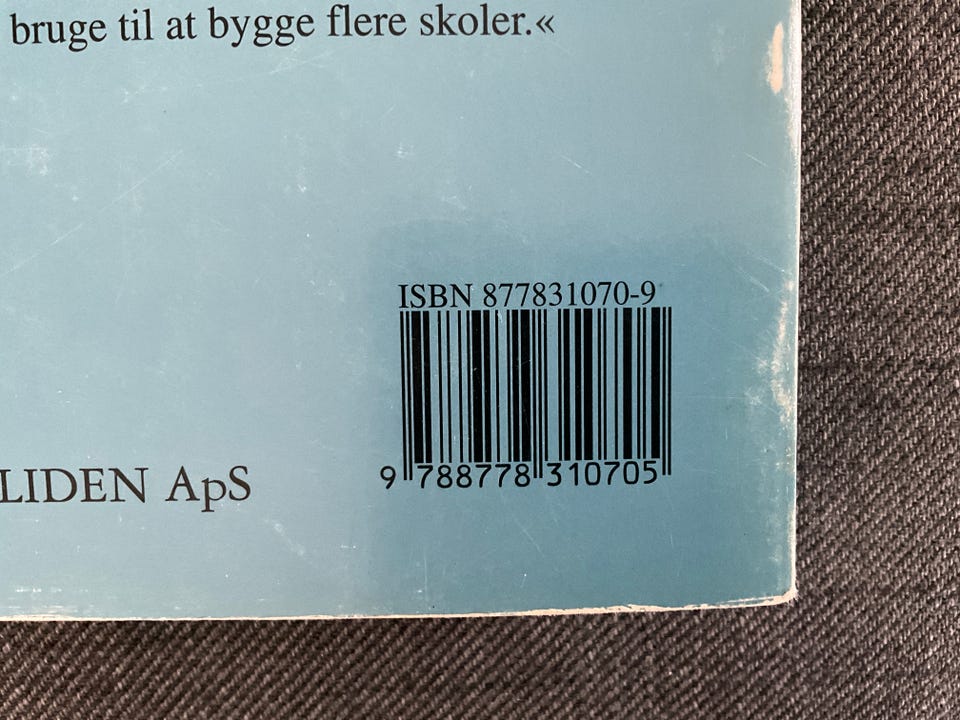 bruge til at bygge flere skoler.«
ISBN 877831070-9
9 788778 310705
LIDEN ApS